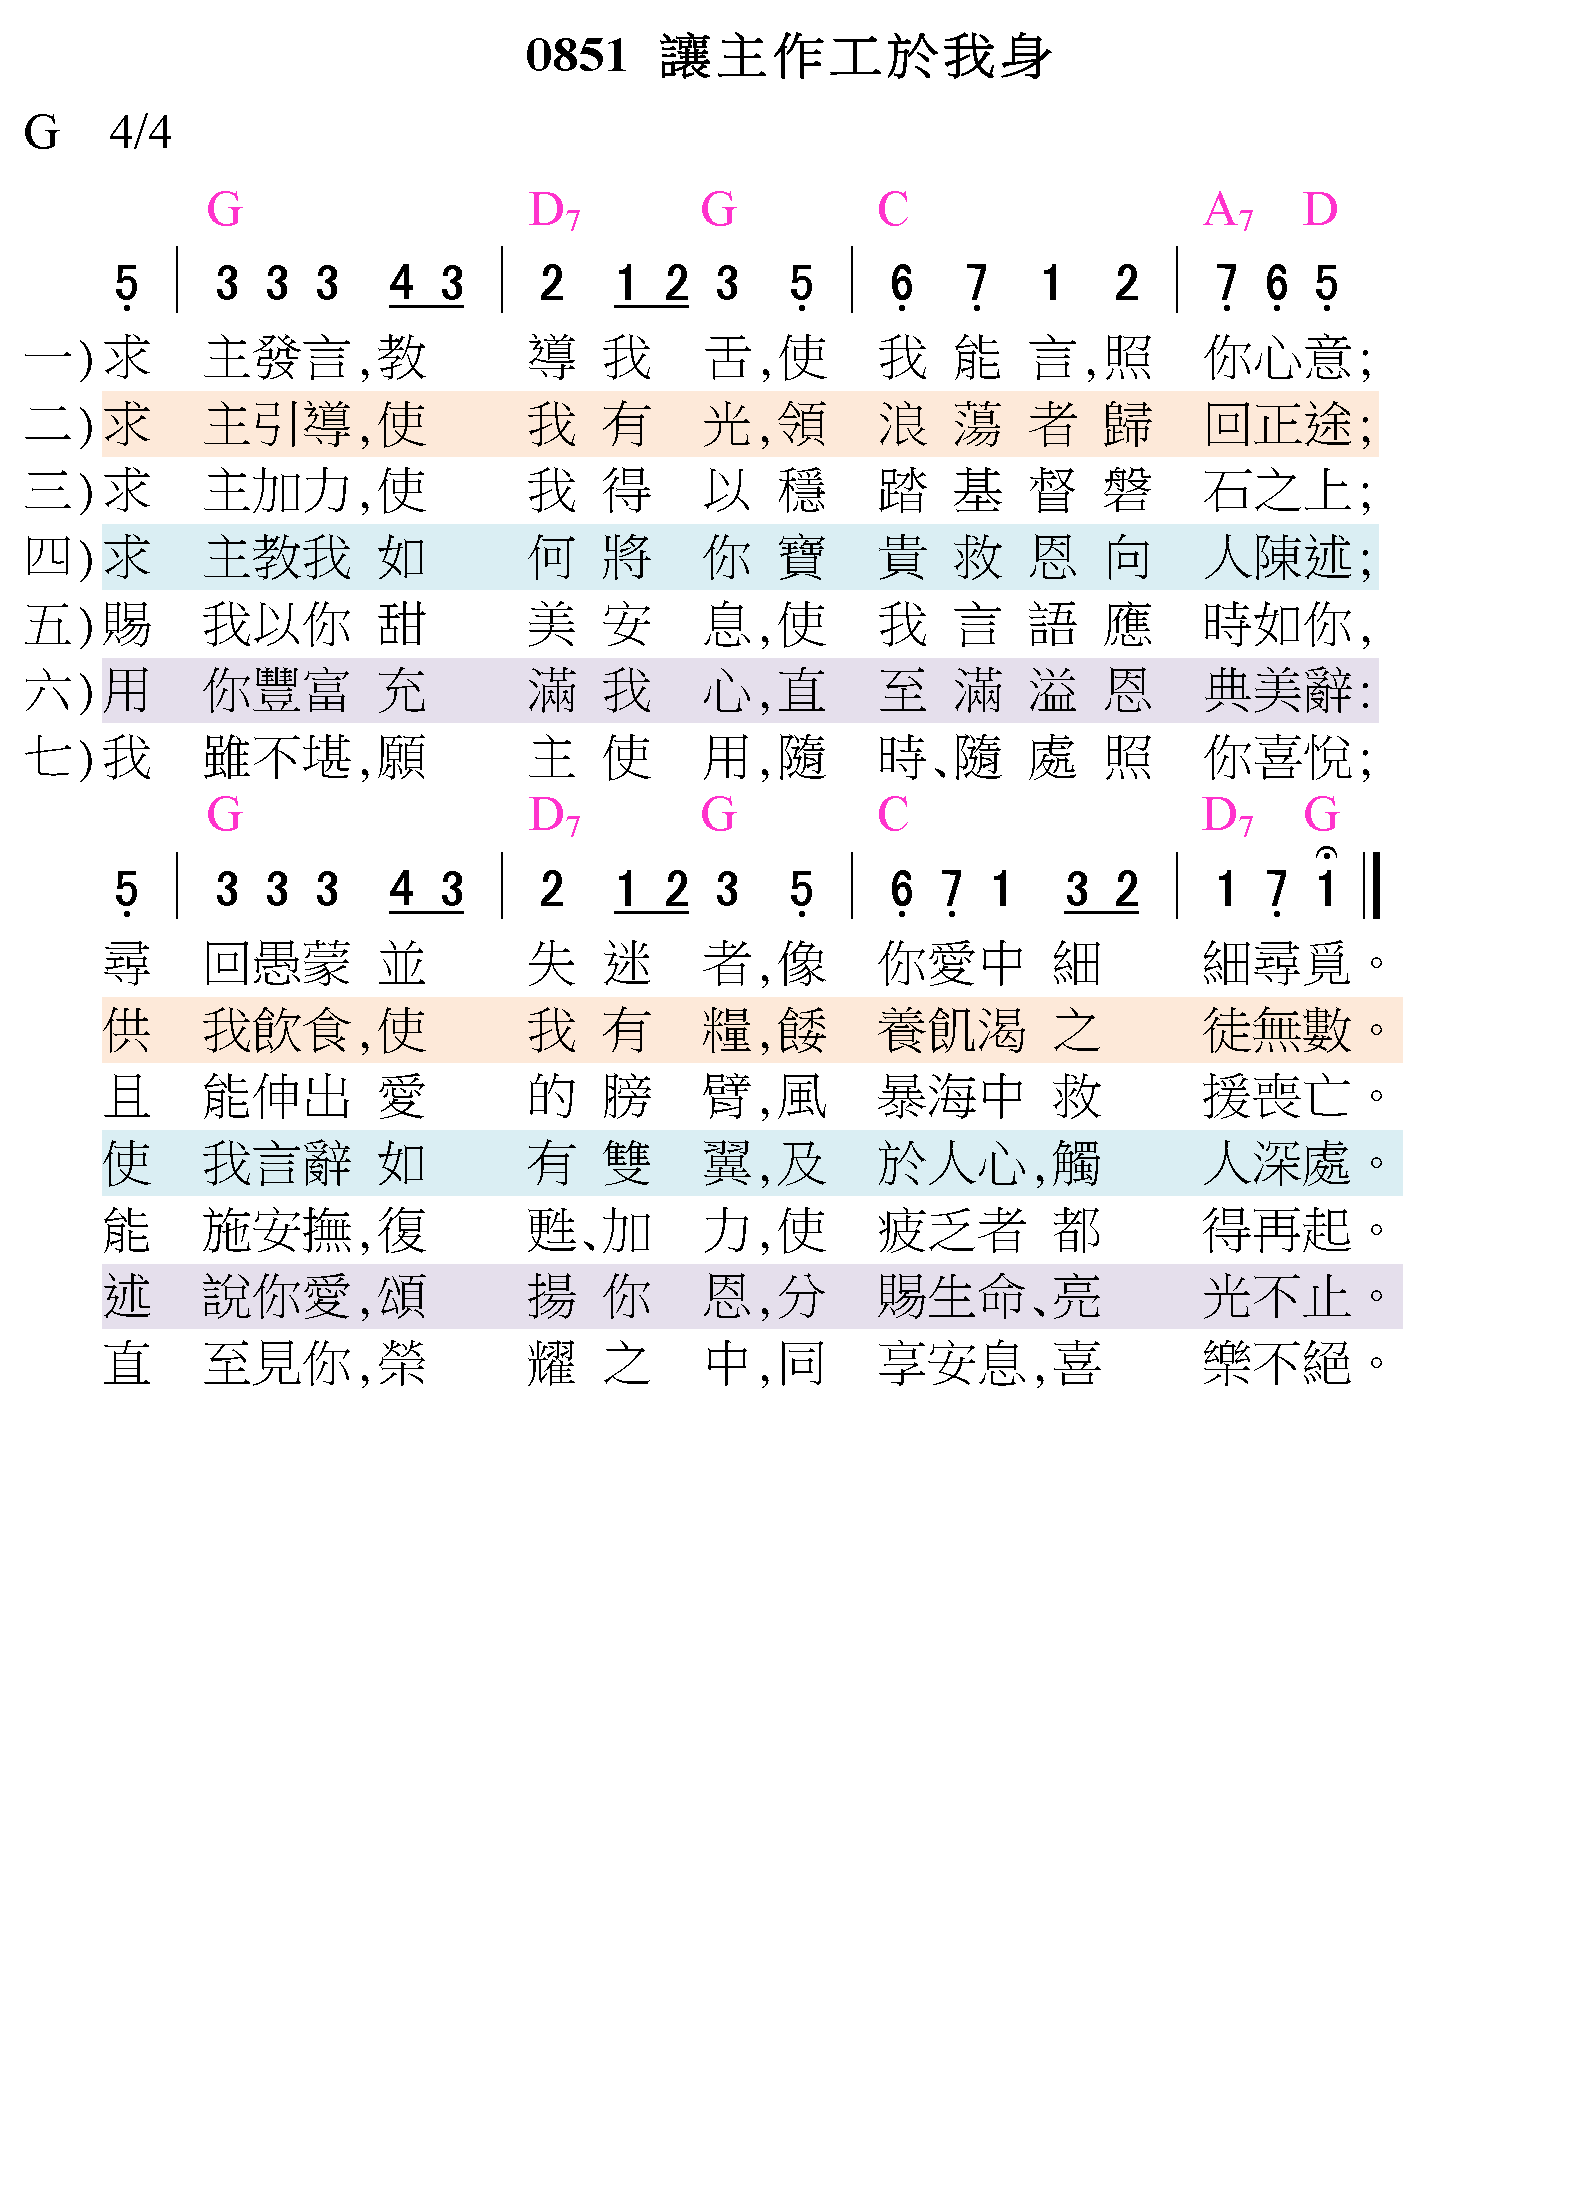 0851 讓主作工於我身
G 4/4
G D7 G C A7 D
5 | 3 3 3 4 3 | 2 1 2 3 5 | 6 7 1 2 | 7 6 5
一)求 主發言,教 導 我 舌,使 我 能 言,照 你心意;
二)求 主引導,使 我 有 光,領 浪 蕩 者 歸 回正途;
三)求 主加力,使 我 得 以 穩 踏 基 督 磐 石之上;
四)求 主教我 如 何 將 你 寶 貴 救 恩 向 人陳述;
五)賜 我以你 甜 美 安 息,使 我 言 語 應 時如你,
六)用 你豐富 充 滿 我 心,直 至 滿 溢 恩 典美辭:
七)我 雖不堪,願 主 使 用,隨 時、隨 處 照 你喜悅;
G D7 G C D7 G
5 | 3 3 3 4 3 | 2 1 2 3 5 | 6 7 1 3 2 | 1 7 1
尋 回愚蒙 並 失 迷 者,像 你愛中 細 細尋覓。
供 我飲食,使 我 有 糧,餧 養飢渴 之 徒無數。
且 能伸出 愛 的 膀 臂,風 暴海中 救 援喪亡。
使 我言辭 如 有 雙 翼,及 於人心,觸 人深處。
能 施安撫,復 甦、加 力,使 疲乏者 都 得再起。
述 說你愛,頌 揚 你 恩,分 賜生命、亮 光不止。
直 至見你,榮 耀 之 中,同 享安息,喜 樂不絕。